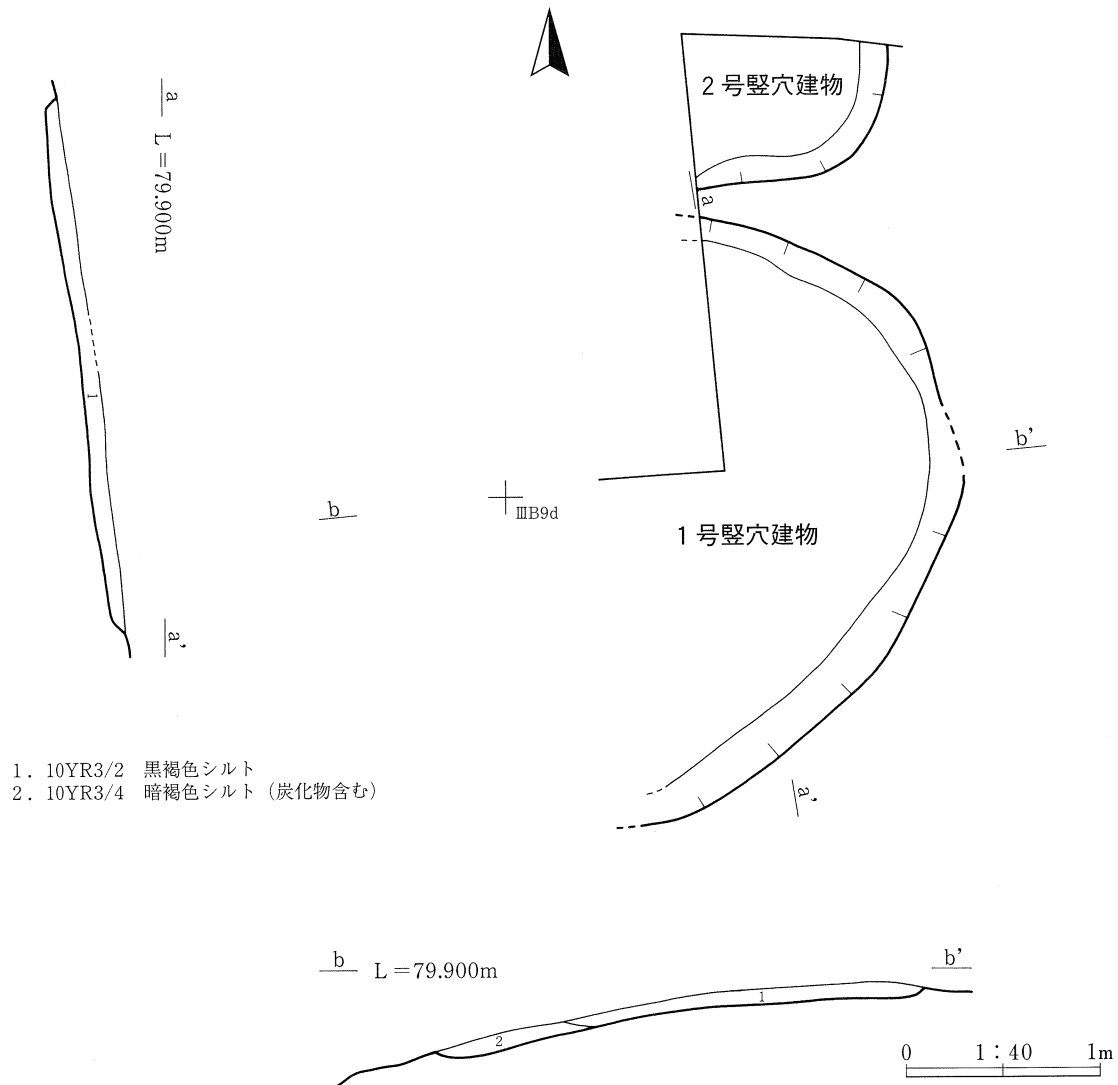 2号竪穴建物
a
L=79.900m
a
b'
b
ⅢB9d
1号竪穴建物
1
a'
1. 10YR3/2 黒褐色シルト
2. 10YR3/4 暗褐色シルト（炭化物含む）
a'
b L=79.900m
b'
1
2
0 1:40 1m